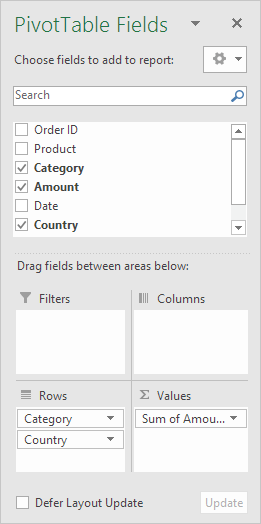 PivotTable Fields
Choose fields to add to report:
Search
Order ID
Product
Category
Amount
Date
Country
Drag fields between areas below:
Filters
Columns
Rows
Σ Values
Category
Sum of Amou...
Country
Defer Layout Update
Update